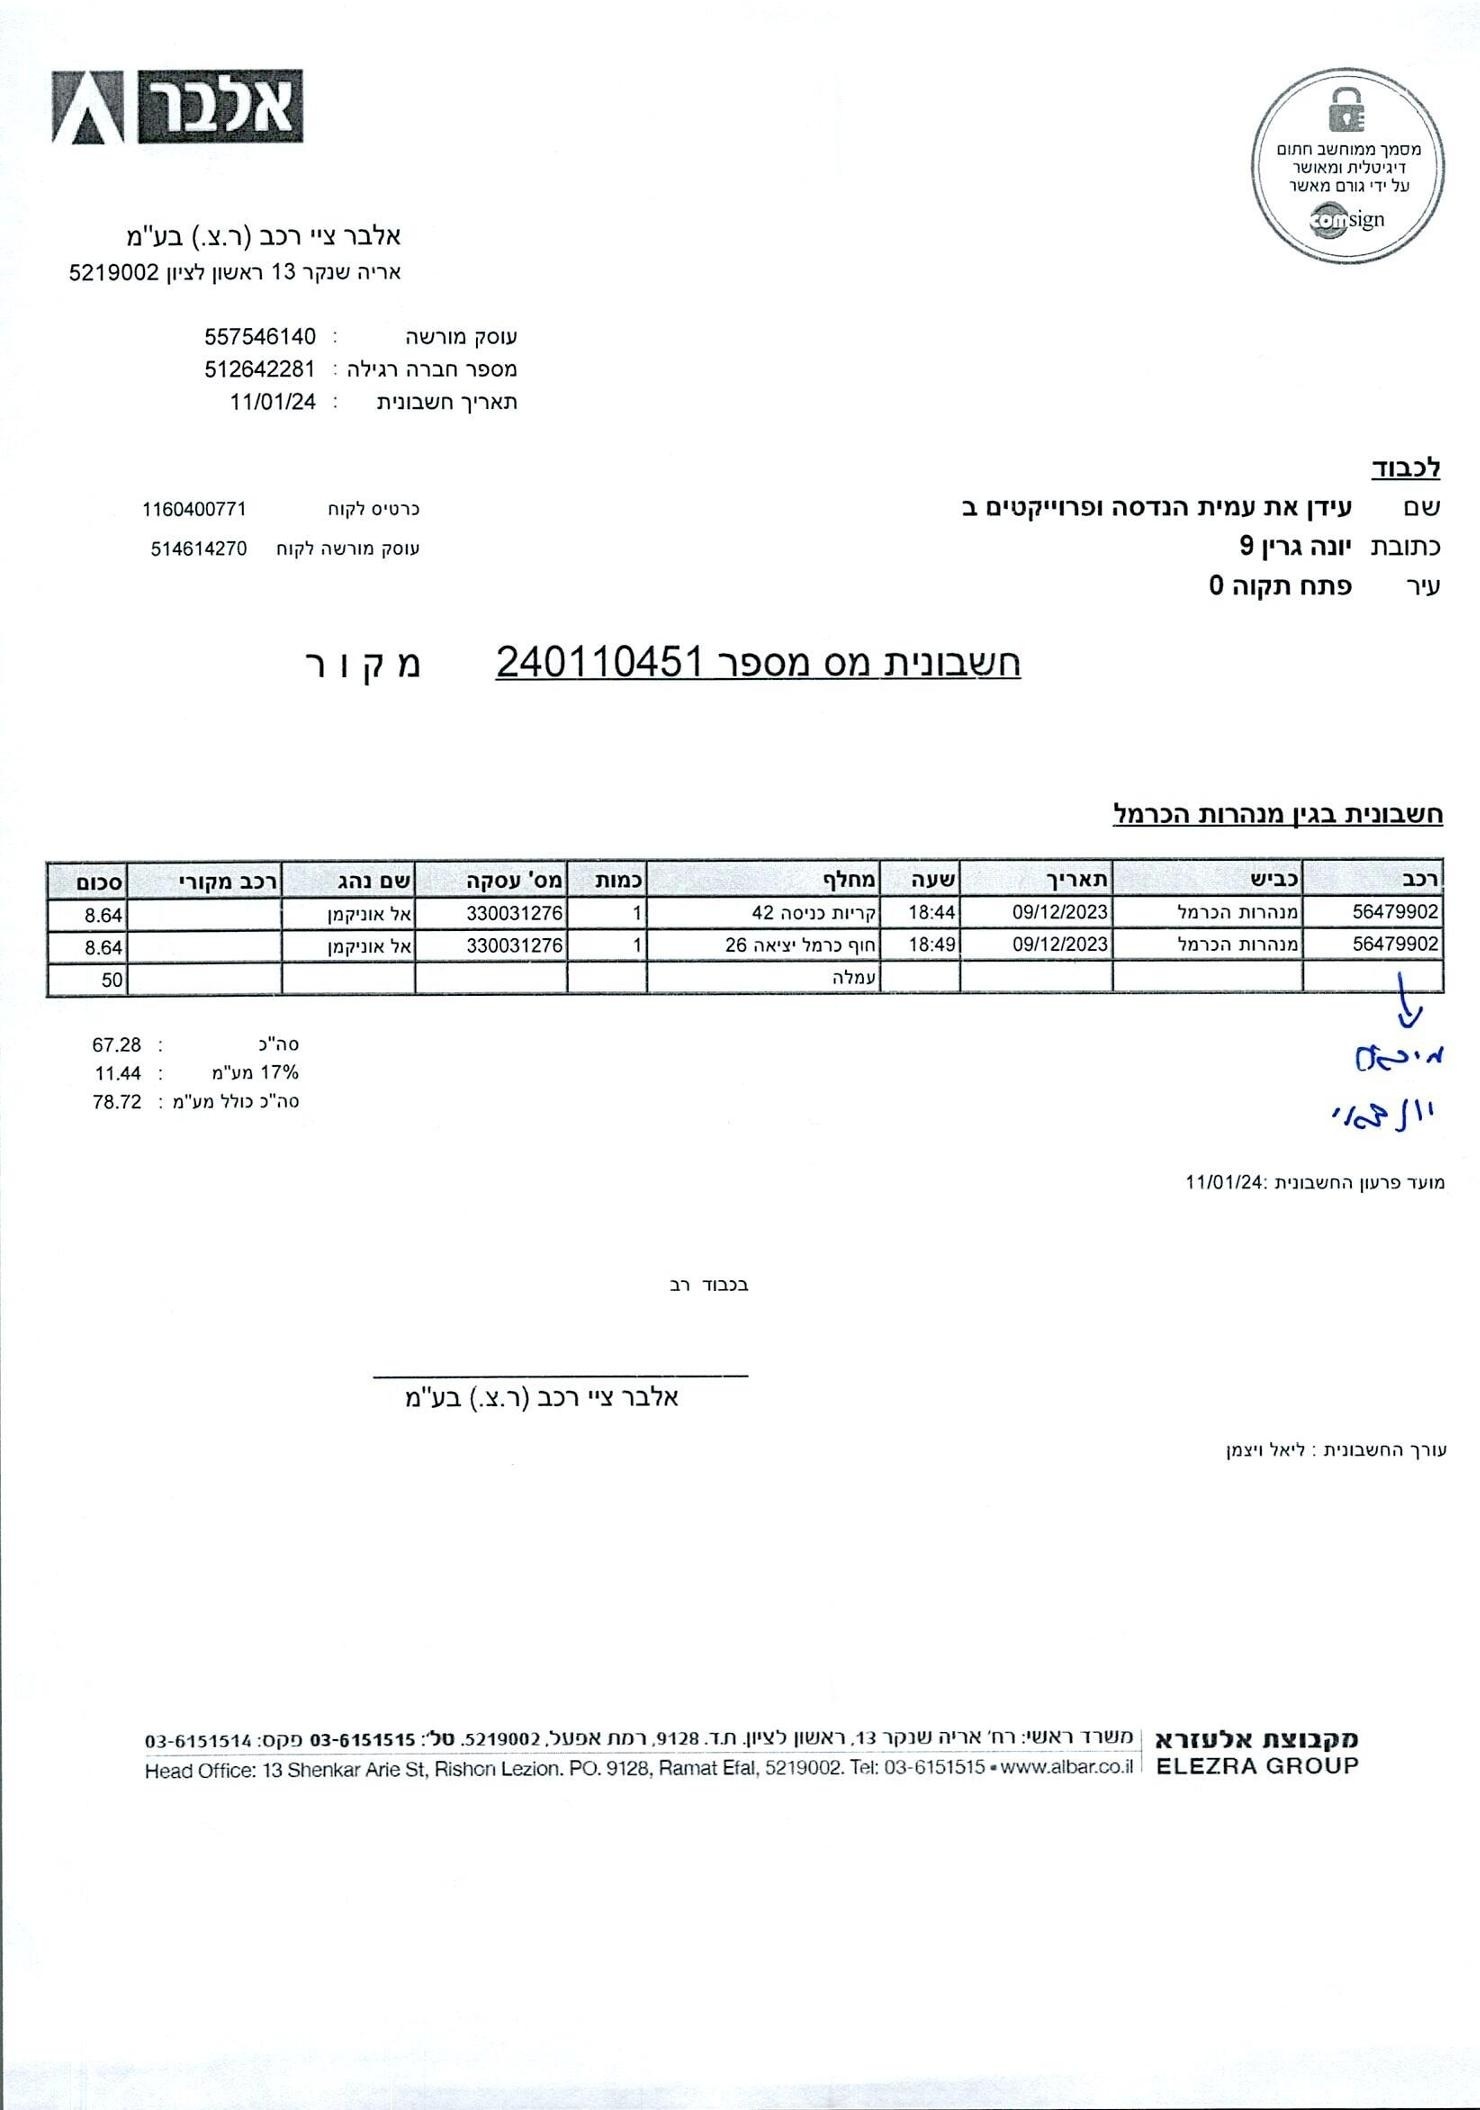 אלבר
מסמך ממוחשב חתום
דיגיטלית ומאושר
על ידי גורם מאשר
comsign
אלבר ציי רכב (ר.צ.) בע"מ
אריה שנקר 13 ראשון לציון 5219002
עוסק מורשה : 557546140
מספר חברה רגילה : 512642281
תאריך חשבונית : 11/01/24
לכבוד
שם עידן את עמית הנדסה ופרוייקטים ב
כתובת יונה גרין 9
עיר פתח תקוה 0
כרטיס לקוח 1160400771
עוסק מורשה לקוח 514614270
חשבונית מס מספר 240110451 מ ק ו ר
חשבונית בגין מנהרות הכרמל
רכב כביש תאריך שעה מחלף כמות מס' עסקה שם נהג רכב מקורי סכום
56479902 מנהרות הכרמל 09/12/2023 18:44 קריות כניסה 42 1 330031276 אל אוניקמן 8.64
56479902 מנהרות הכרמל 09/12/2023 18:49 חוף כרמל יציאה 26 1 330031276 אל אוניקמן 8.64
עמלה 50
סה"כ : 67.28
17% מע"מ : 11.44
סה"כ כולל מע"מ : 78.72
מועד פרעון החשבונית :11/01/24
בכבוד רב
אלבר ציי רכב (ר.צ.) בע"מ
עורך החשבונית : ליאל ויצמן
מקבוצת אלעזרא
ELEZRA GROUP
משרד ראשי: רח' אריה שנקר 13, ראשון לציון. ת.ד. 9128, רמת אפעל, 5219002. טל': 03-6151515 פקס: 03-6151514
Head Office: 13 Shenkar Arie St, Rishon Lezion. PO. 9128, Ramat Efal, 5219002. Tel: 03-6151515 • www.albar.co.il